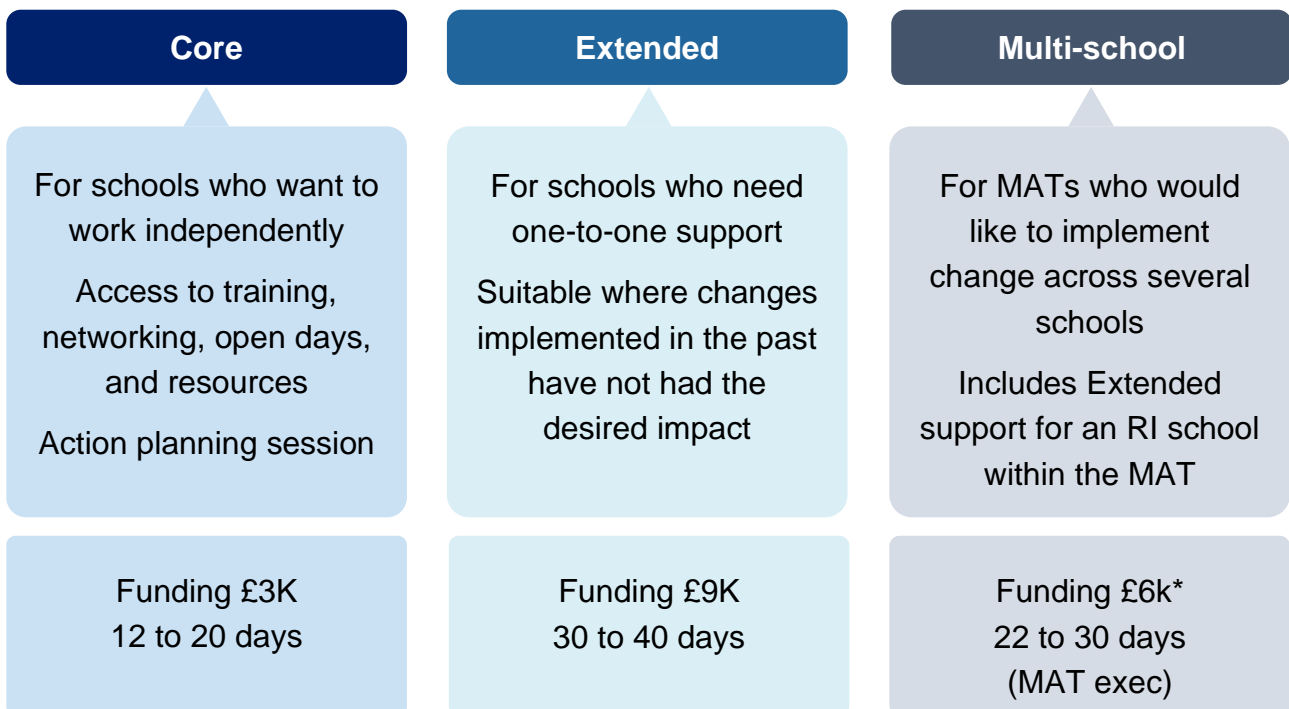 Core
For schools who want to
work independently
Access to training,
networking, open days,
and resources
Action planning session
Funding £3K
12 to 20 days
Extended
For schools who need
one-to-one support
Suitable where changes
implemented in the past
have not had the
desired impact
Funding £9K
30 to 40 days
Multi-school
For MATs who would
like to implement
change across several
schools
Includes Extended
support for an RI school
within the MAT
Funding £6k*
22 to 30 days
(MAT exec)